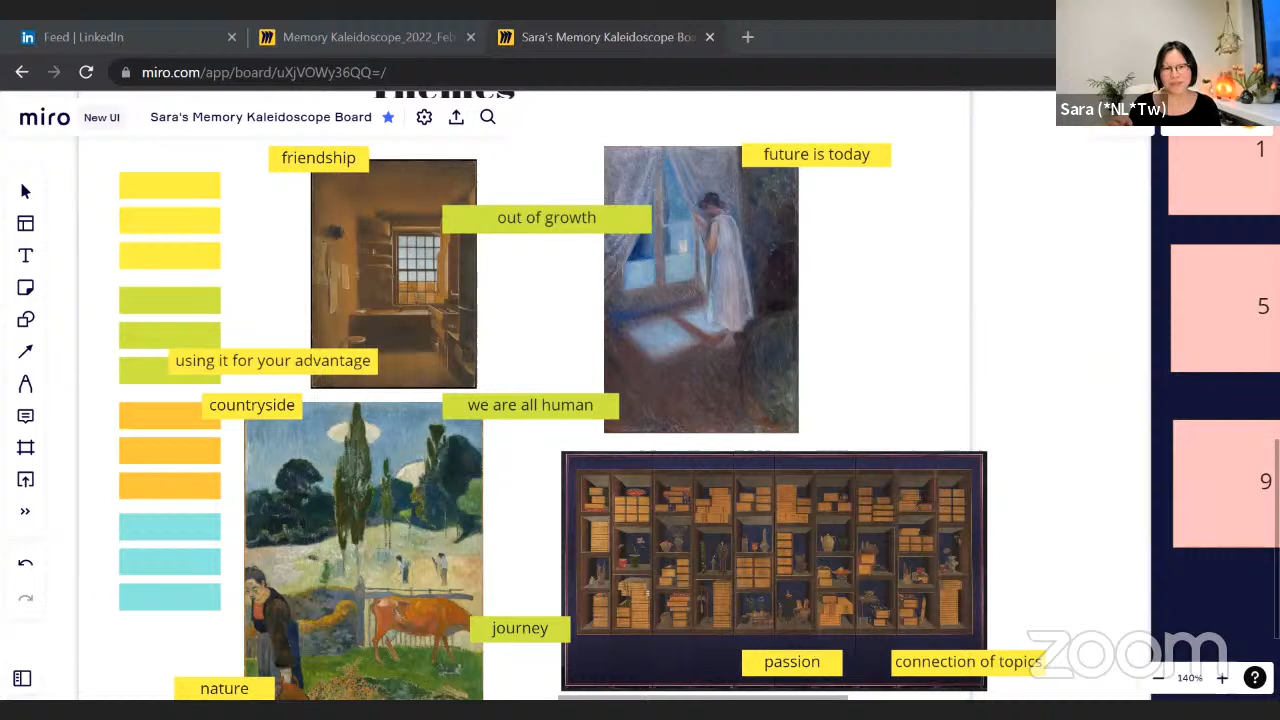 Feed | LinkedIn
Memory Kaleidoscope_2022_Feb
Sara's Memory Kaleidoscope Boa
miro.com/app/board/uXjVOWy36QQ=/
Sara (*NL*Tw)
Themes
miro
New UI
Sara's Memory Kaleidoscope Board
friendship
future is today
out of growth
using it for your advantage
countryside
we are all human
journey
passion
connection of topics
nature
1
5
9
zoom
140%